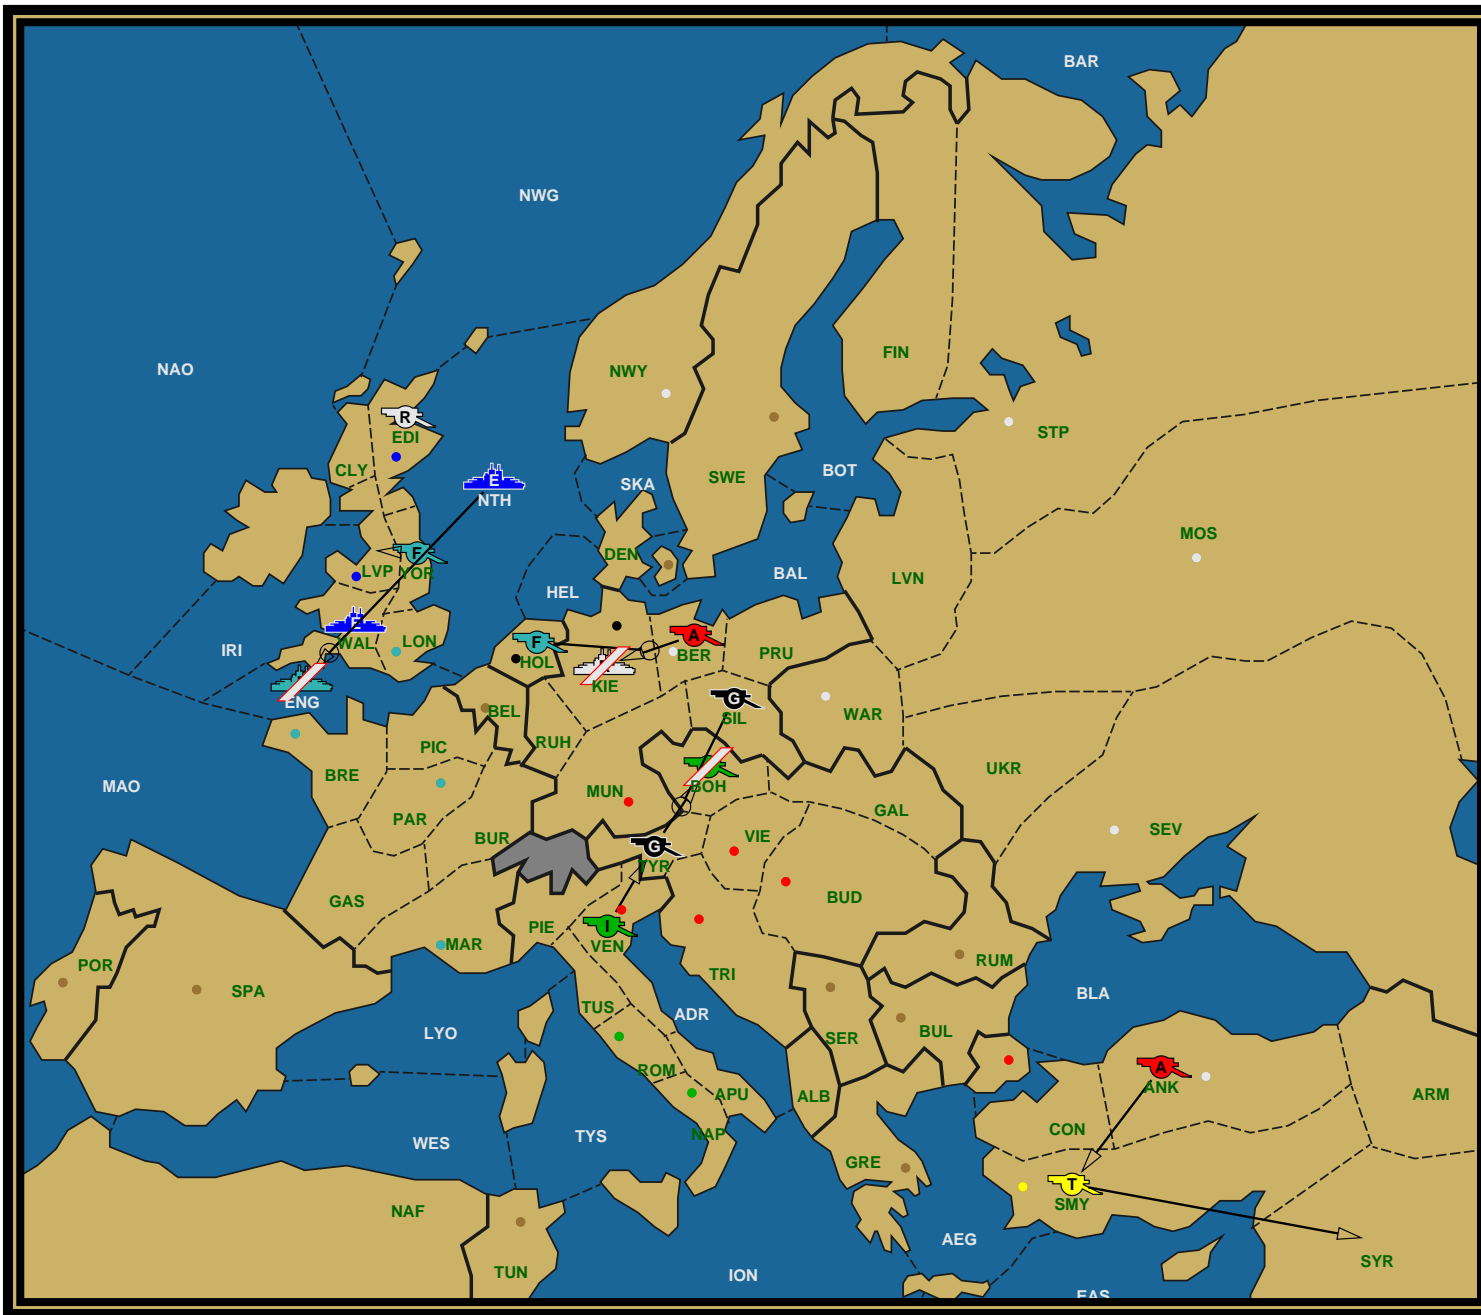 BAR
NWG
NAO
FIN
NWY
R
EDI
STP
CLY
SKA
BOT
SWE
E
NTH
MOS
F
DEN
LVP
YOR
BAL
LVN
HEL
WAL
LON
IRI
F
HOL
A
BER
PRU
KIE
ENG
G
SIL
WAR
BEL
RUH
PIC
BRE
UKR
BOH
MUN
MAO
GAL
PAR
BUR
VIE
SEV
G
TYR
BUD
GAS
I
VEN
PIE
MAR
POR
SPA
TRI
RUM
BLA
TUS
ADR
LYO
SER
BUL
ROM
APU
ALB
A
ANK
ARM
CON
NAP
TYS
WES
GRE
T
SMY
NAF
AEG
SYR
TUN
ION
EAS